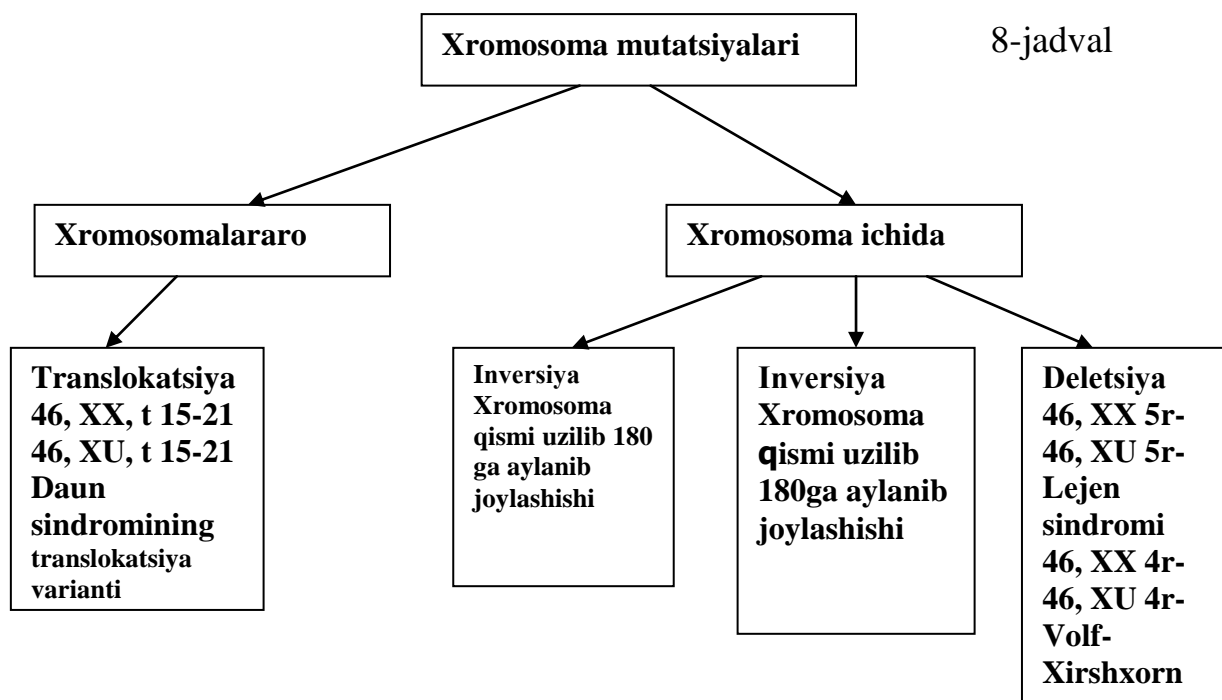 Xromosoma mutatsiyalari
8-jadval
Xromosomalararo
Xromosoma ichida
Translokatsiya
46, XX, t 15-21
46, XU, t 15-21
Daun
sindromining
translokatsiya
varianti
Inversiya
Xromosoma
qismi uzilib 180
ga aylanib
joylashishi
Inversiya
Xromosoma
qismi uzilib
180ga aylanib
joylashishi
Deletsiya
46, XX 5r-
46, XU 5r-
Lejen
sindromi
46, XX 4r-
46, XU 4r-
Volf-
Xirshxorn